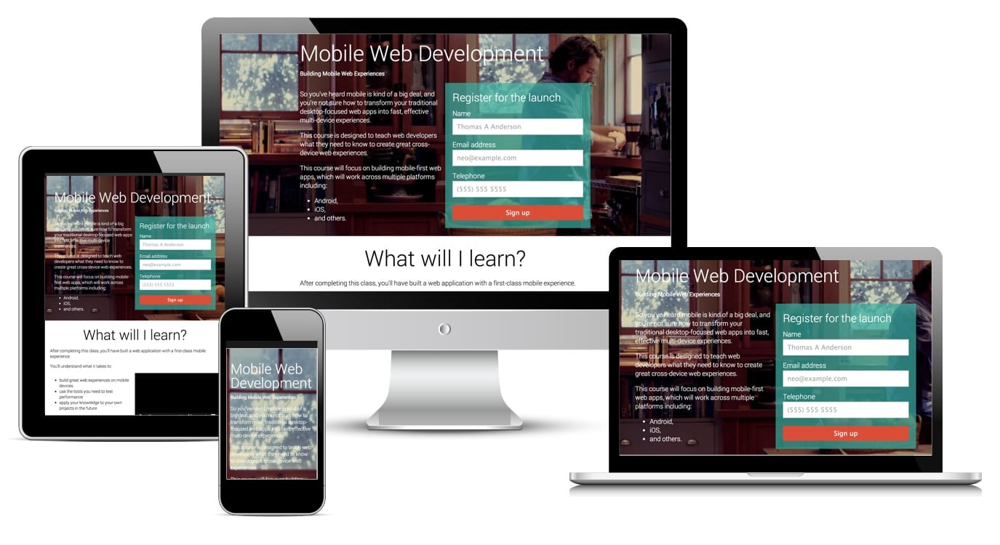 Mobile Web Development
Building Mobile Web Experiences
So you've heard mobile is kind of a big deal, and
you're not sure how to transform your traditional
desktop-focused web apps into fast, effective
multi-device experiences.
This course is designed to teach web developers
what they need to know to create great cross-
device web experiences.
This course will focus on building mobile-first web
apps, which will work across multiple platforms
including:
• Android,
• iOS,
• and others.
Register for the launch
Name
Thomas A Anderson
Email address
neo@example.com
Telephone
(555) 555 5555
Sign up
What will I learn?
After completing this class, you'll have built a web application with a first-class mobile experience.
Mobile Web Development
Building Mobile Web Experiences
So you've heard mobile is kind of a big
deal, and you're not sure how to transform
your traditional desktop-focused web apps
into fast, effective multi-device
experiences.
This course is designed to teach web
developers what they need to know to
create great cross-device web experiences.
This course will focus on building mobile-
first web apps, which will work across
multiple platforms including:
• Android,
• iOS,
• and others.
Register for the launch
Name
Thomas A Anderson
Email address
neo@example.com
Telephone
(555) 555 5555
Sign up
What will I learn?
After completing this class, you'll have built a web application with a first-class mobile
experience.
You'll understand what it takes to:
• build great web experiences on mobile
devices
• use the tools you need to test
performance
• apply your knowledge to your own
projects in the future
Mobile Web
Development
Building Mobile Web Experiences
So you've heard mobile is kind of a
big deal, and you're not sure how to
transform your traditional desktop-
focused web apps into fast, effective
multi-device experiences.
This course is designed to teach web
developers what they need to know
to create great cross-device web
experiences.
This course will focus on building
Mobile Web Development
Building Mobile Web Experiences
So you've heard mobile is kind of a big deal, and
you're not sure how to transform your
traditional desktop-focused web apps into fast,
effective multi-device experiences.
This course is designed to teach web
developers what they need to know to create
great cross-device web experiences.
This course will focus on building mobile-first
web apps, which will work across multiple
platforms including:
• Android,
• iOS,
• and others.
Register for the launch
Name
Thomas A Anderson
Email address
neo@example.com
Telephone
(555) 555 5555
Sign up